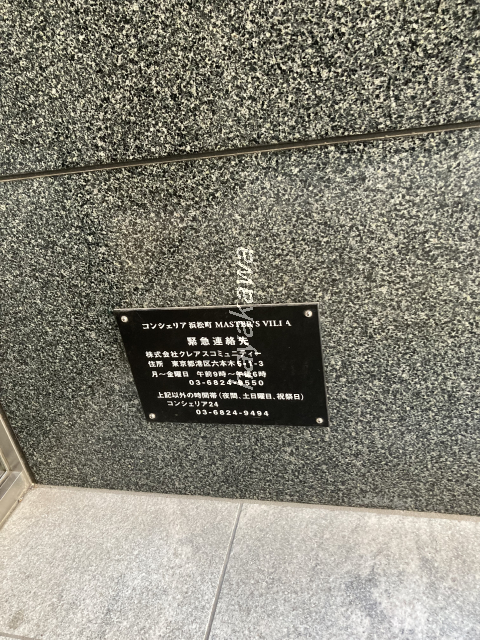 コンシェリア浜松町 MASTER'S VILLA
緊急連絡先
株式会社クレアスコミュニティー
住所 東京都港区六本木5-1-3
月～金曜日 午前9時～午後6時
03-6824-9550
上記以外の時間帯（夜間、土日曜日、祝祭日）
コンシェリア24
03-6824-9494